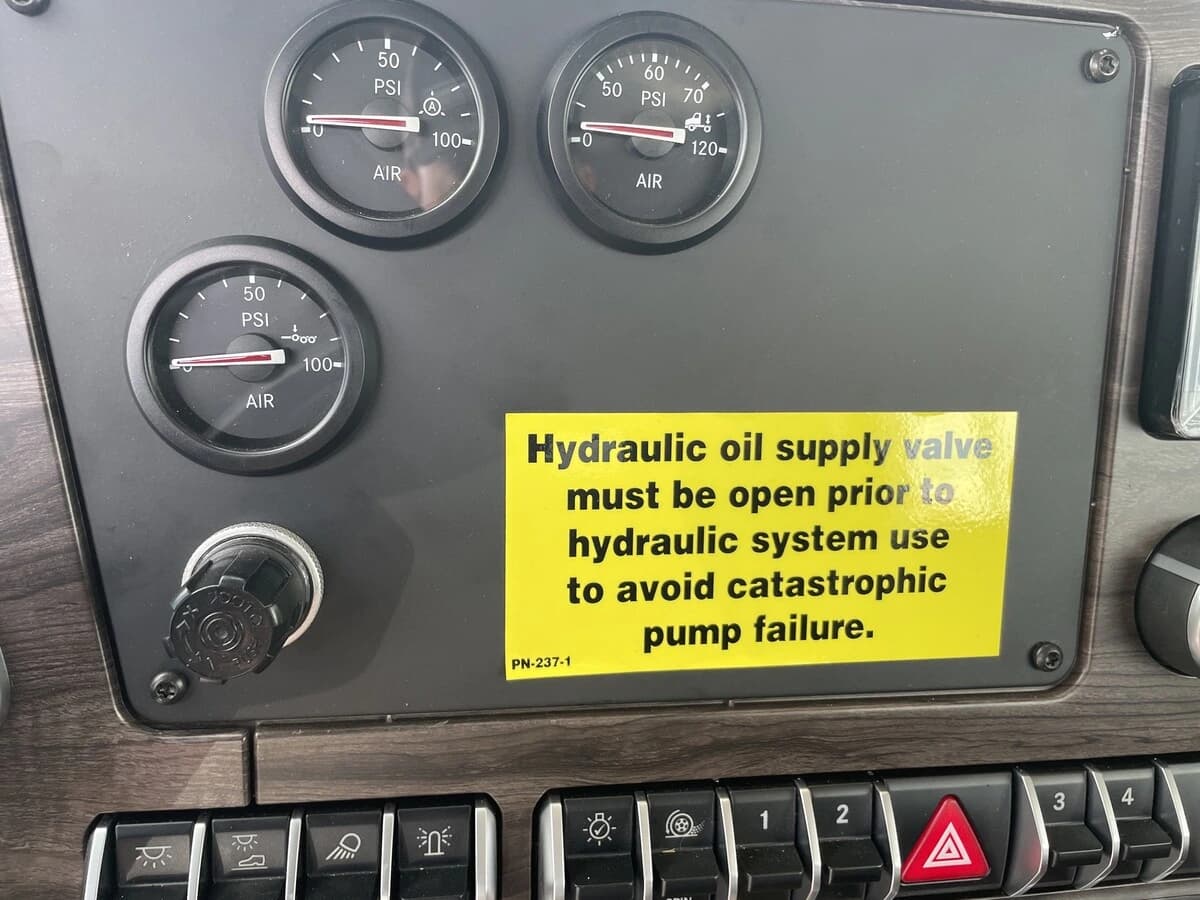 50
PSI
0
100
AIR
60
50
PSI
70
0
120
AIR
50
PSI
0
100
AIR
Hydraulic oil supply valve
must be open prior to
hydraulic system use
to avoid catastrophic
pump failure.
PN-237-1
1
2
3
4